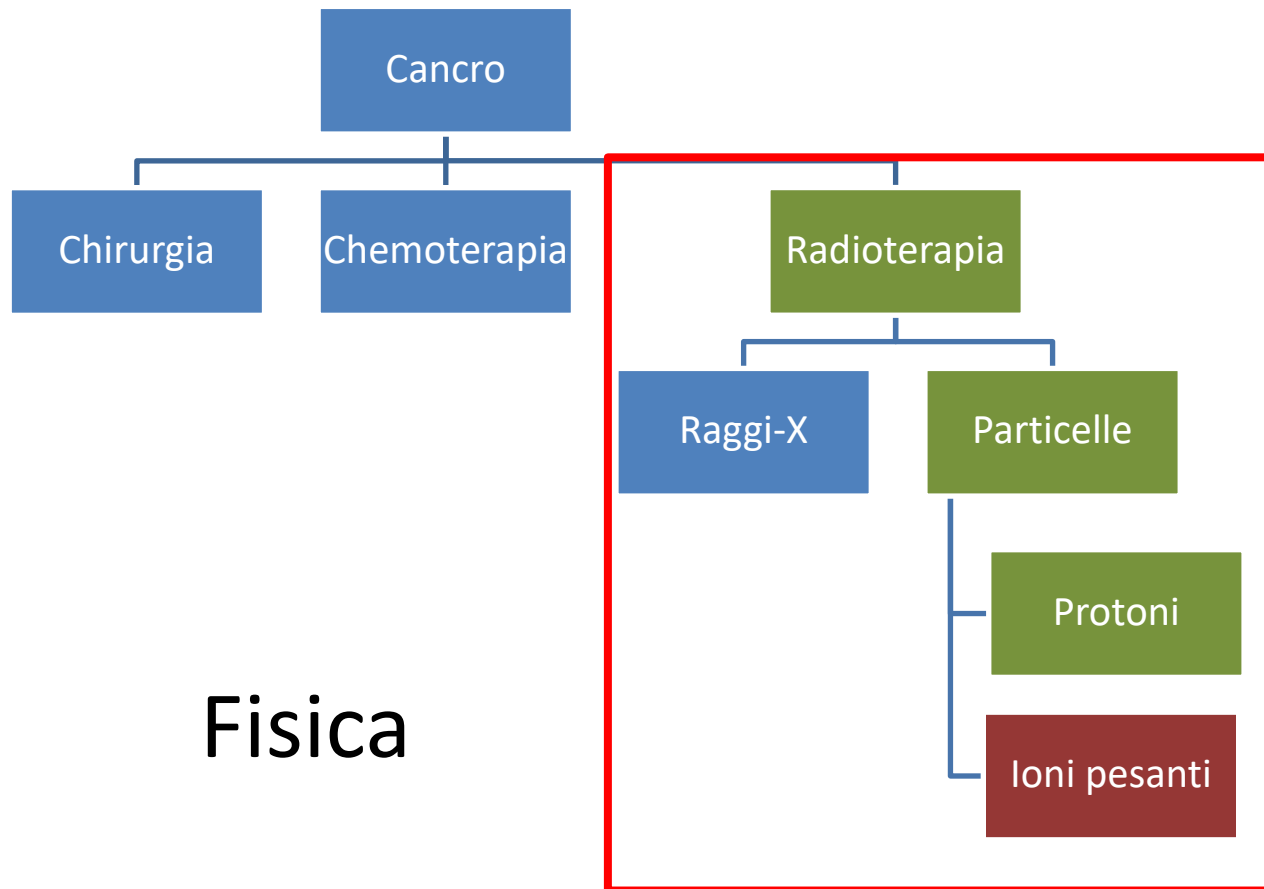 Cancro
Chirurgia
Chemoterapia
Radioterapia
Raggi-X
Particelle
Protoni
Fisica
Ioni pesanti